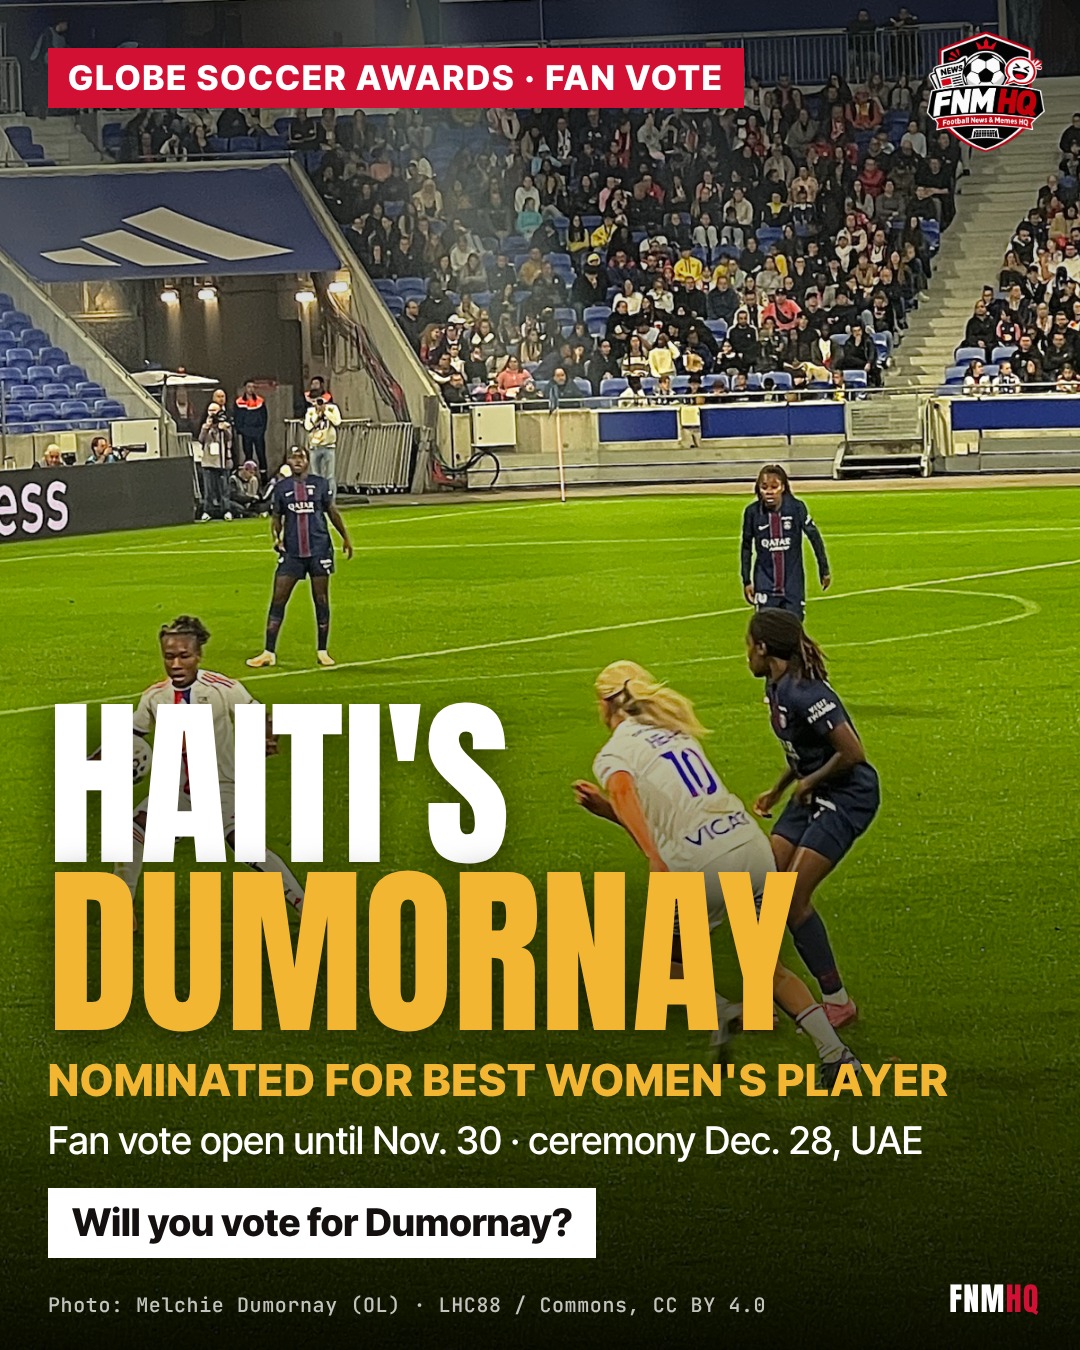 GLOBE SOCCER AWARDS · FAN VOTE
NEWS
FNM HQ
Football News & Memes HQ
ess
QATAR
QATAR
VISIT
RWANDA
10
HAITI'S
DUMORNAY
NOMINATED FOR BEST WOMEN'S PLAYER
Fan vote open until Nov. 30 · ceremony Dec. 28, UAE
Will you vote for Dumornay?
Photo: Melchie Dumornay (OL) · LHC88 / Commons, CC BY 4.0
FNMHQ